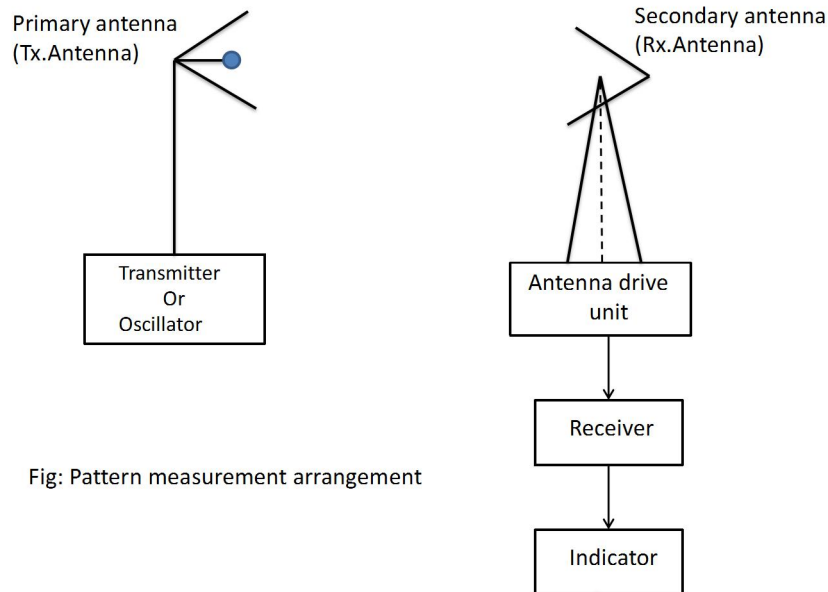 Primary antenna
(Tx.Antenna)
Secondary antenna
(Rx.Antenna)
Transmitter
Or
Oscillator
Antenna drive
unit
Receiver
Fig: Pattern measurement arrangement
Indicator